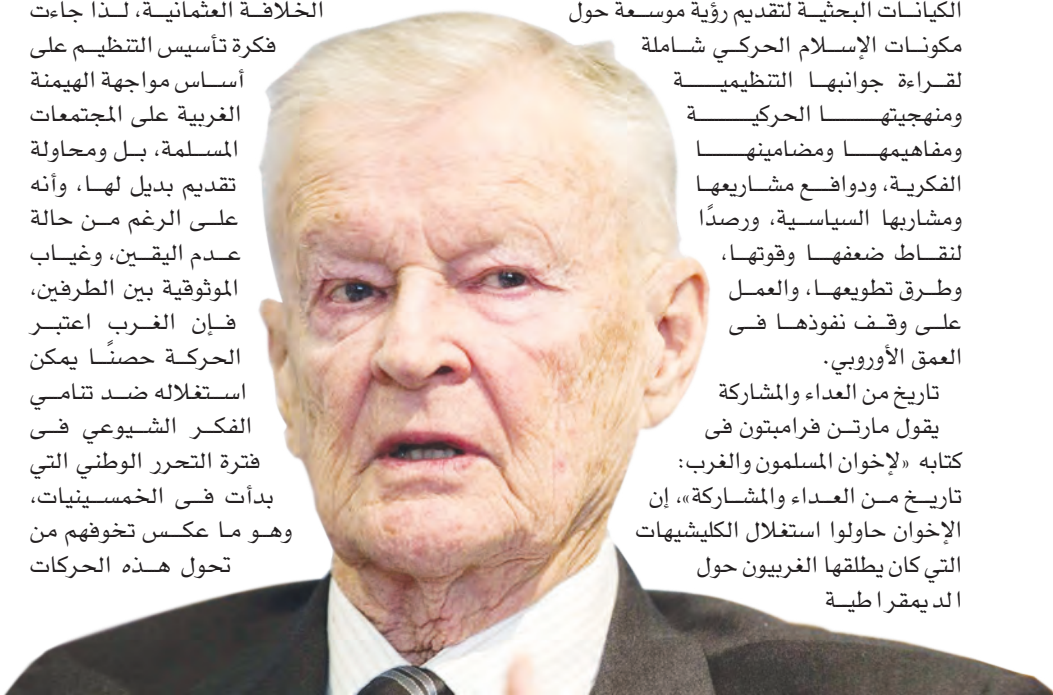 الكيانات البحثية لتقديم رؤية موسعة حول
مكونات الإسلام الحركي شاملة
لقراءة جوانبها التنظيمية
ومنهجيتها الحركية
ومفاهيمها ومضامينها
الفكرية، ودوافع مشاريعها
ومشاربها السياسية، ورصدًا
لنقاط ضعفها وقوتها،
وطرق تطويعها، والعمل
على وقف نفوذها فى
العمق الأوروبي.
تاريخ من العداء والمشاركة
يقول مارتن فرامبتون فى
كتابه «لإخوان المسلمون والغرب:
تاريخ من العداء والمشاركة»، إن
الإخوان حاولوا استغلال الكليشيهات
التي كان يطلقها الغربيون حول
الديمقراطية
الخلافة العثمانية، لذا جاءت
فكرة تأسيس التنظيم على
أساس مواجهة الهيمنة
الغربية على المجتمعات
المسلمة، بل ومحاولة
تقديم بديل لها، وأنه
على الرغم من حالة
عدم اليقين، وغياب
الموثوقية بين الطرفين،
فإن الغرب اعتبر
الحركة حصنًا يمكن
استغلاله ضد تنامي
الفكر الشيوعي فى
فترة التحرر الوطني التي
بدأت فى الخمسينيات،
وهو ما عكس تخوفهم من
تحول هذه الحركات